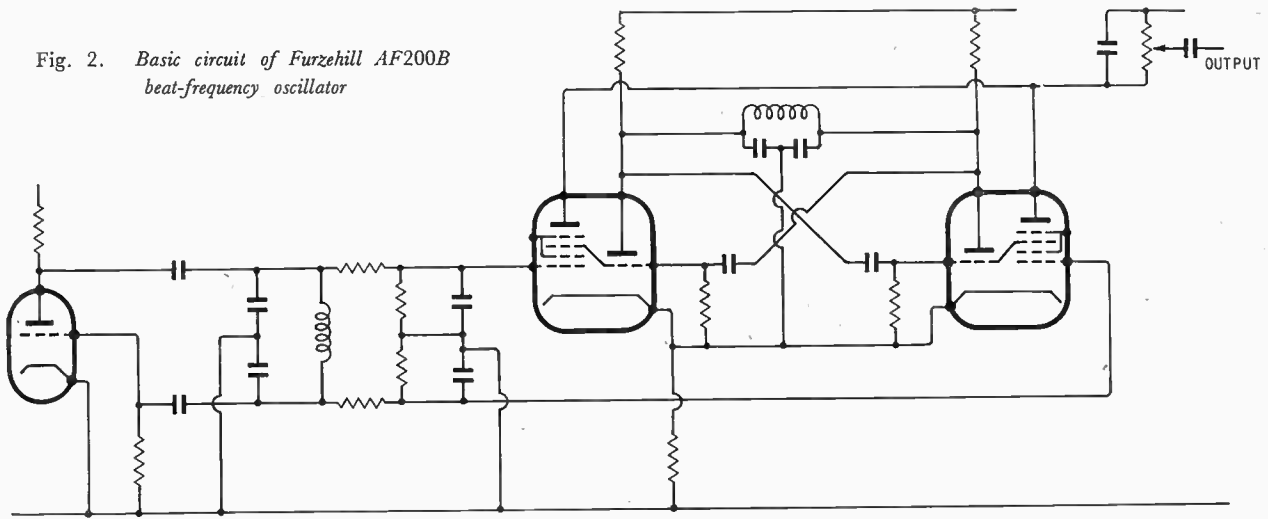 Fig. 2. Basic circuit of Furzehill AF200B
beat-frequency oscillator
OUTPUT